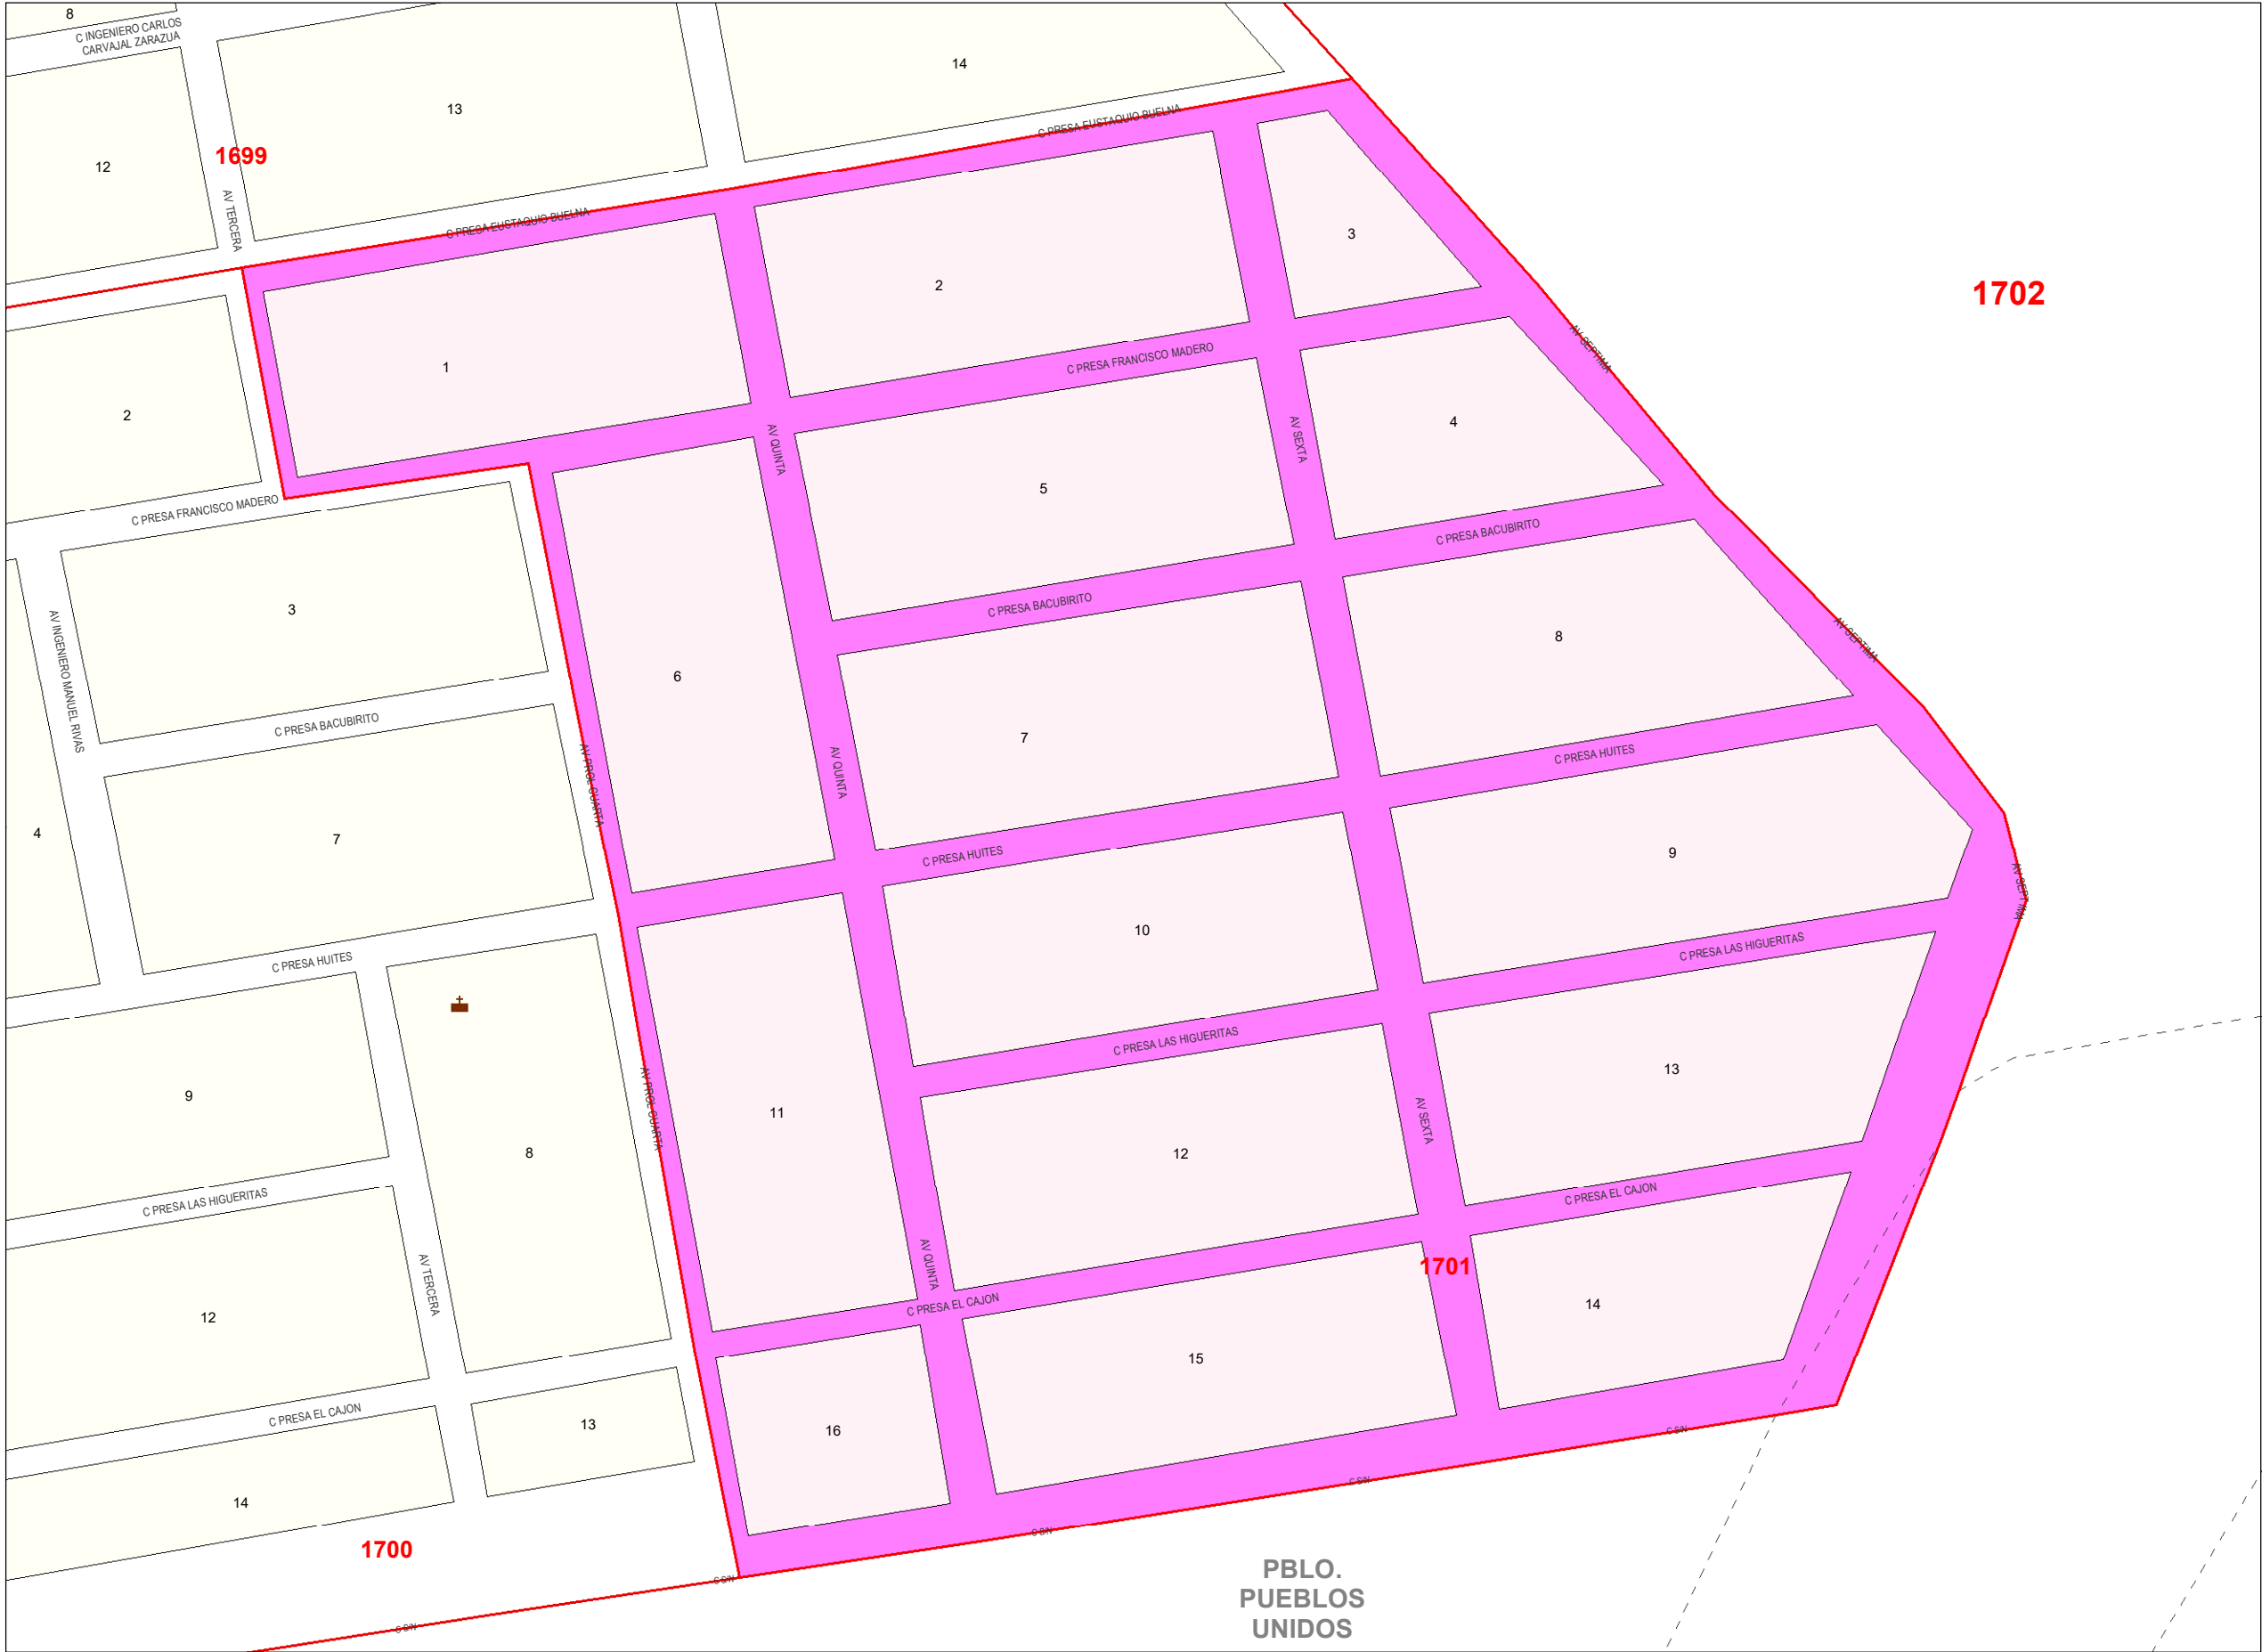 8
C INGENIERO CARLOS
CARVAJAL ZARAZUA
14
13
12
1699
AV TERCERA
C PRESA EUSTAQUIO BUELNA
C PRESA EUSTAQUIO BUELNA
3
2
1702
1
C PRESA FRANCISCO MADERO
AV SEPTIMA
2
4
AV QUINTA
AV SEXTA
5
C PRESA FRANCISCO MADERO
C PRESA BACUBIRITO
3
C PRESA BACUBIRITO
AV INGENIERO MANUEL RIVAS
8
AV SEPTIMA
6
C PRESA BACUBIRITO
7
C PRESA HUITES
AV QUINTA
AV PROL CUARTA
4
7
C PRESA HUITES
9
AV SEPTIMA
10
C PRESA LAS HIGUERITAS
C PRESA HUITES
C PRESA LAS HIGUERITAS
13
9
11
AV PROL CUARTA
AV SEXTA
8
12
C PRESA LAS HIGUERITAS
C PRESA EL CAJON
AV QUINTA
1701
AV TERCERA
C PRESA EL CAJON
14
12
15
C PRESA EL CAJON
13
16
C S/N
C S/N
14
C S/N
1700
C S/N
C S/N
PBLO.
PUEBLOS
UNIDOS